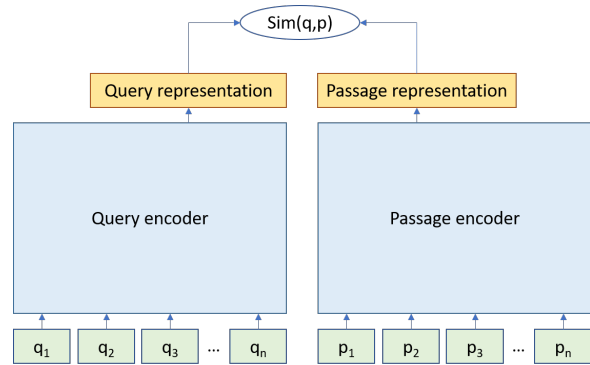 Sim(q,p)
Query representation Passage representation
Query encoder Passage encoder
q₁ q₂ q₃ ... qₙ p₁ p₂ p₃ ... pₙ